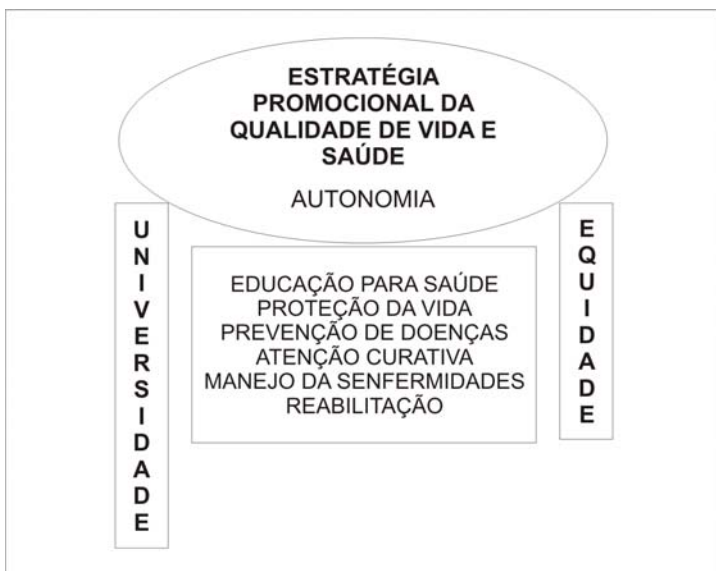 ESTRATÉGIA
PROMOCIONAL DA
QUALIDADE DE VIDA E
SAÚDE
AUTONOMIA
UNIVERSIDADE
EDUCAÇÃO PARA SAÚDE
PROTEÇÃO DA VIDA
PREVENÇÃO DE DOENÇAS
ATENÇÃO CURATIVA
MANEJO DA SENFERMIDADES
REABILITAÇÃO
EQUIDADE